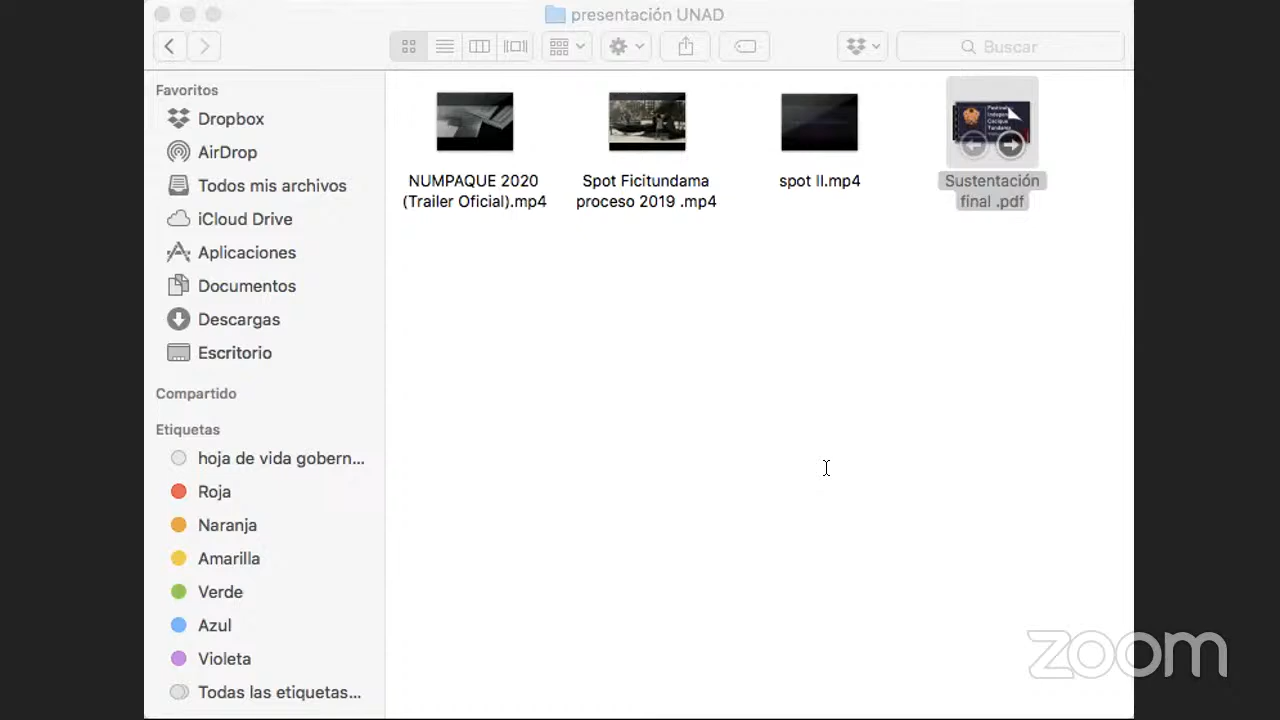 presentación UNAD
Buscar
Favoritos
Dropbox
AirDrop
Todos mis archivos
iCloud Drive
Aplicaciones
Documentos
Descargas
Escritorio
Compartido
Etiquetas
hoja de vida gobern...
Roja
Naranja
Amarilla
Verde
Azul
Violeta
Todas las etiquetas...
NUMPAQUE 2020
(Trailer Oficial).mp4
Spot Ficitundama
proceso 2019 .mp4
spot II.mp4
Sustentación
final .pdf
zoom